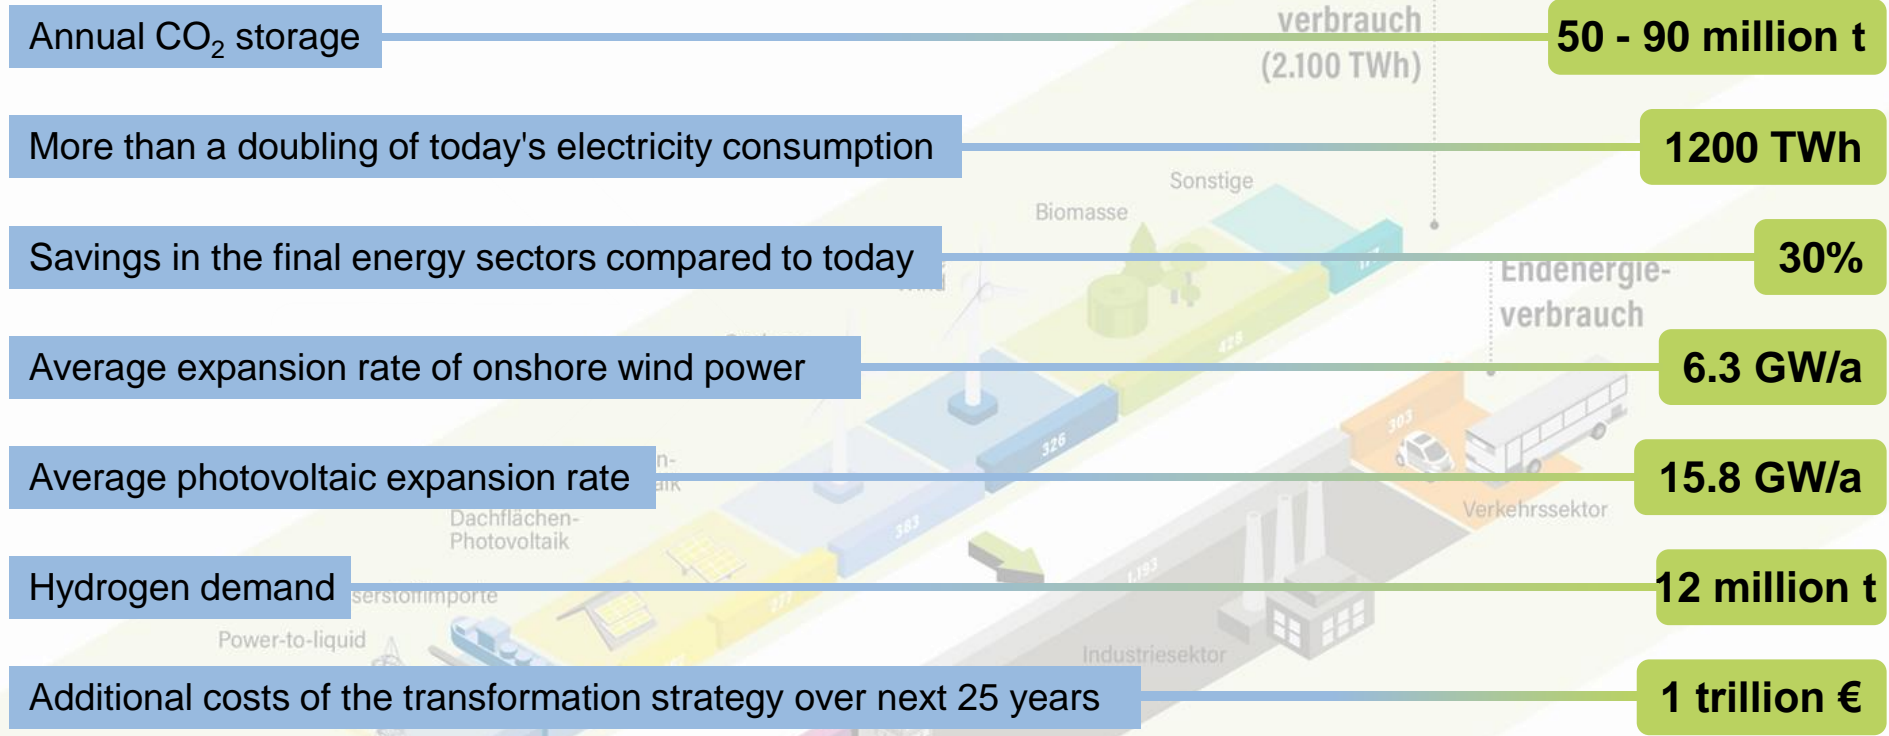 Annual CO₂ storage
50 - 90 million t
verbrauch
(2.100 TWh)
More than a doubling of today's electricity consumption
1200 TWh
Sonstige
Biomasse
Savings in the final energy sectors compared to today
30%
177
Endenergie-
verbrauch
Average expansion rate of onshore wind power
6.3 GW/a
428
303
326
Average photovoltaic expansion rate
15.8 GW/a
Verkehrssektor
Dachflächen-
Photovoltaik
383
1.193
Hydrogen demand
12 million t
277
Power-to-liquid
Industriesektor
Additional costs of the transformation strategy over next 25 years
1 trillion €